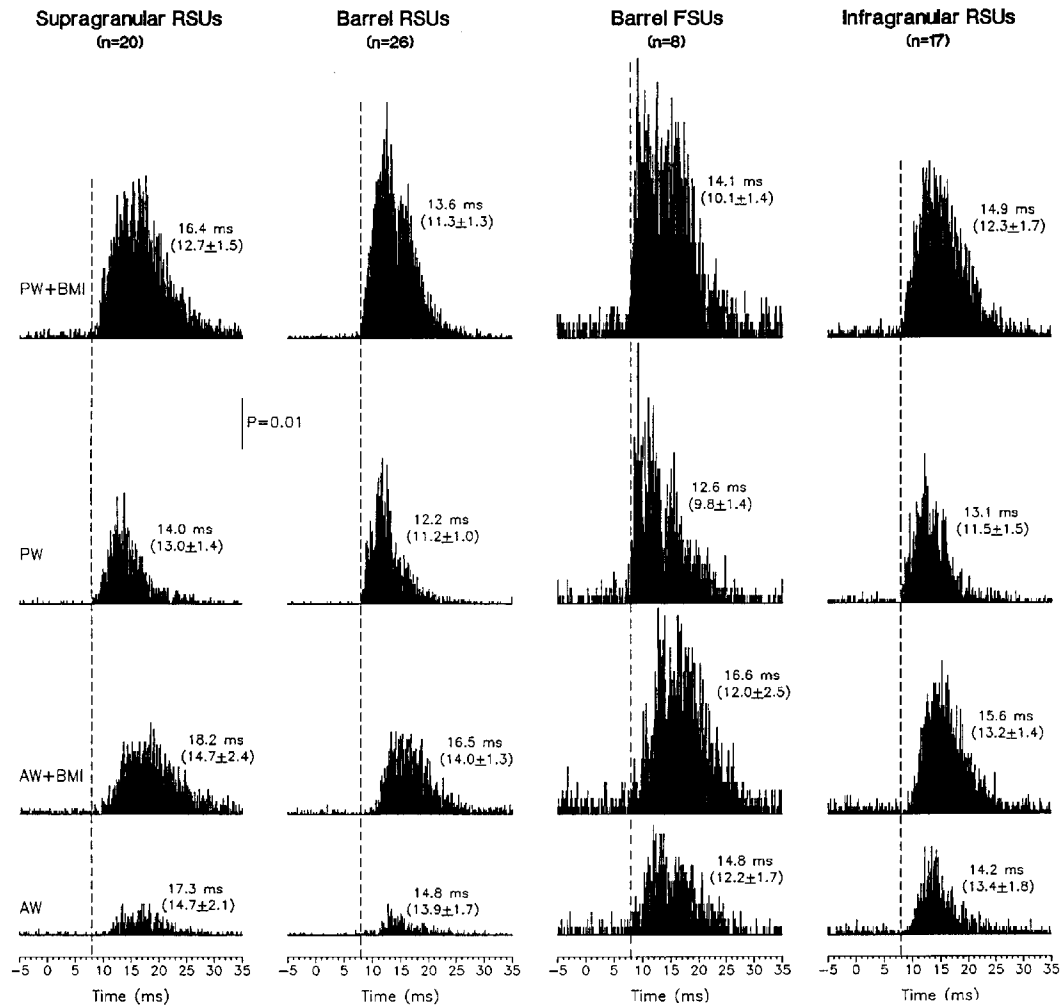 Supragranular RSUs
(n=20)
Barrel RSUs
(n=26)
Barrel FSUs
(n=8)
Infragranular RSUs
(n=17)
PW+BMI
16.4 ms
(12.7±1.5)
13.6 ms
(11.3±1.3)
14.1 ms
(10.1±1.4)
14.9 ms
(12.3±1.7)
P=0.01
PW
14.0 ms
(13.0±1.4)
12.2 ms
(11.2±1.0)
12.6 ms
(9.8±1.4)
13.1 ms
(11.5±1.5)
AW+BMI
18.2 ms
(14.7±2.4)
16.5 ms
(14.0±1.3)
16.6 ms
(12.0±2.5)
15.6 ms
(13.2±1.4)
AW
17.3 ms
(14.7±2.1)
14.8 ms
(13.9±1.7)
14.8 ms
(12.2±1.7)
14.2 ms
(13.4±1.8)
-5 0 5 10 15 20 25 30 35
-5 0 5 10 15 20 25 30 35
-5 0 5 10 15 20 25 30 35
-5 0 5 10 15 20 25 30 35
Time (ms)
Time (ms)
Time (ms)
Time (ms)